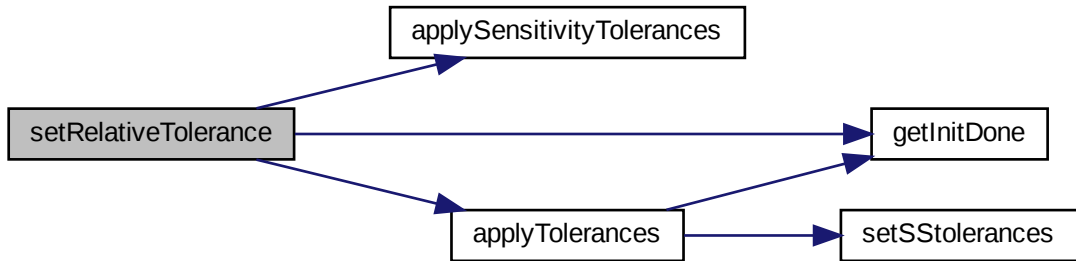 applySensitivityTolerances
setRelativeTolerance
getInitDone
applyTolerances
setSStolerances